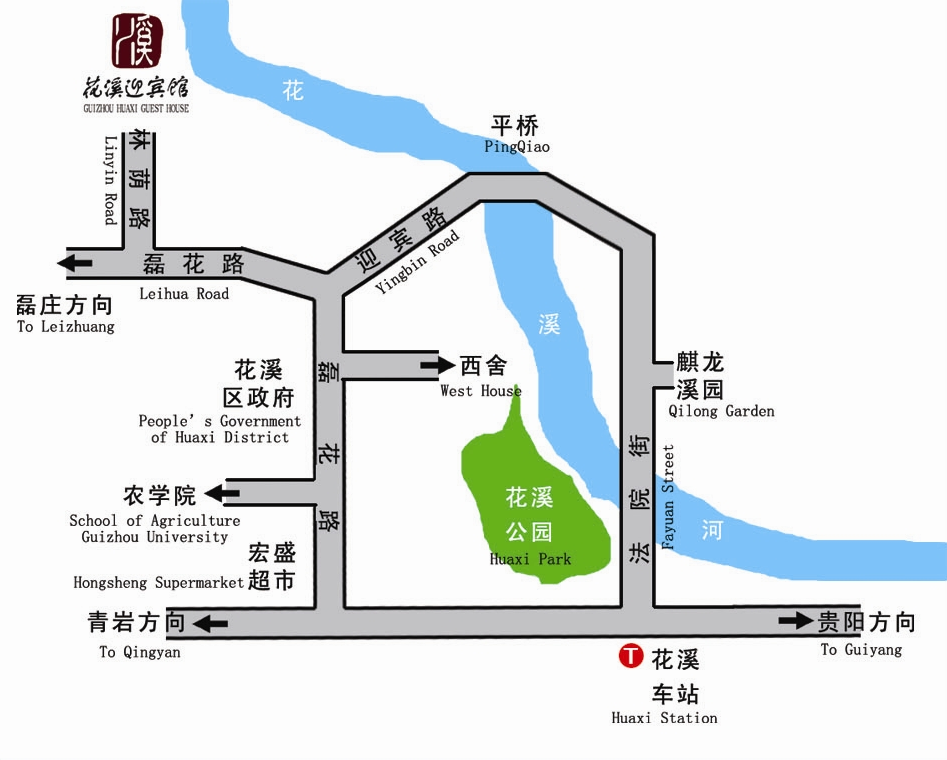 溪
花溪迎宾馆
GUIZHOU HUAXI GUEST HOUSE
花
平桥
PingQiao
林荫路
Linyin Road
迎宾路
Yingbin Road
磊花路
Leihua Road
磊庄方向
To Leizhuang
溪
花溪
区政府
People's Government
of Huaxi District
磊花路
西舍
West House
麒龙
溪园
Qilong Garden
农学院
School of Agriculture
Guizhou University
花溪
公园
Huaxi Park
法院街
Fayuan Street
河
宏盛
超市
Hongsheng Supermarket
青岩方向
To Qingyan
贵阳方向
To Guiyang
T
花溪
车站
Huaxi Station